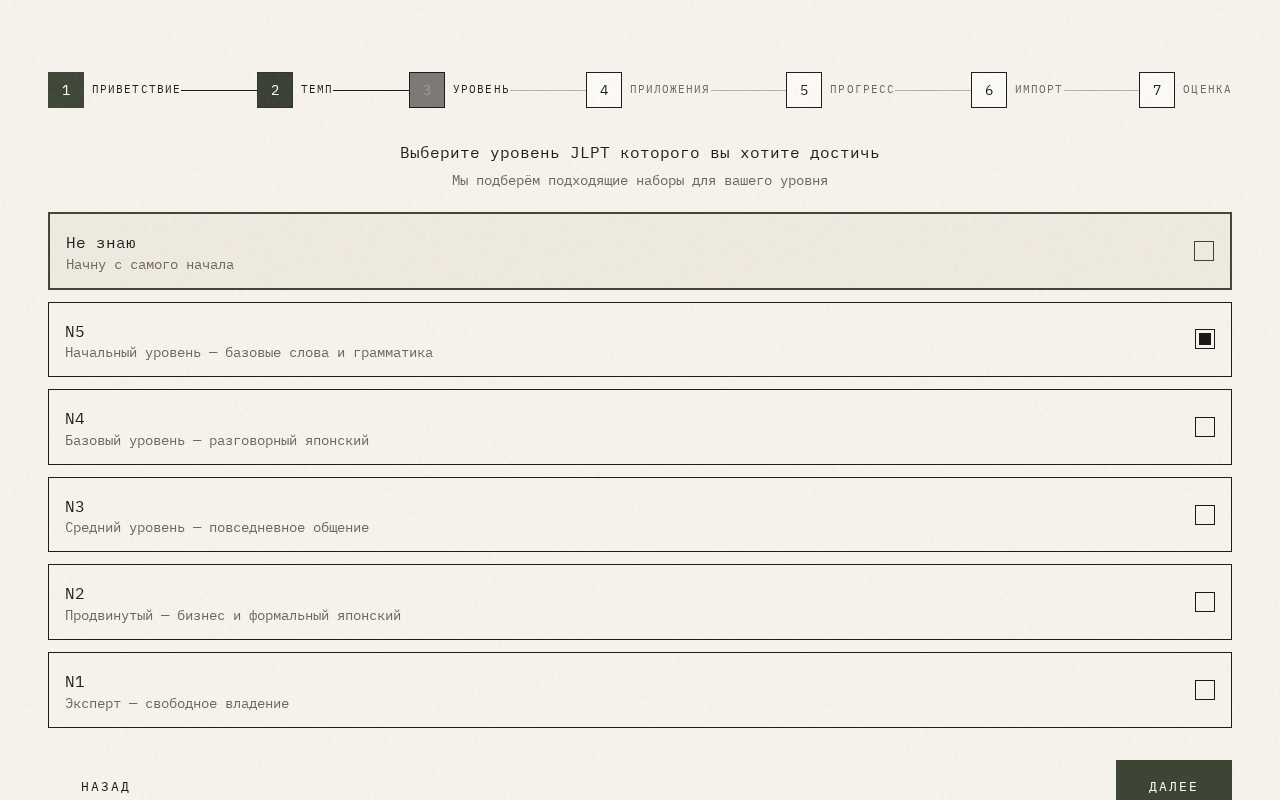 1 ПРИВЕТСТВИЕ 2 ТЕМП 3 УРОВЕНЬ 4 ПРИЛОЖЕНИЯ 5 ПРОГРЕСС 6 ИМПОРТ 7 ОЦЕНКА
Выберите уровень JLPT которого вы хотите достичь
Мы подберём подходящие наборы для вашего уровня
Не знаю
Начну с самого начала
N5
Начальный уровень — базовые слова и грамматика
N4
Базовый уровень — разговорный японский
N3
Средний уровень — повседневное общение
N2
Продвинутый — бизнес и формальный японский
N1
Эксперт — свободное владение
НАЗАД ДАЛЕЕ